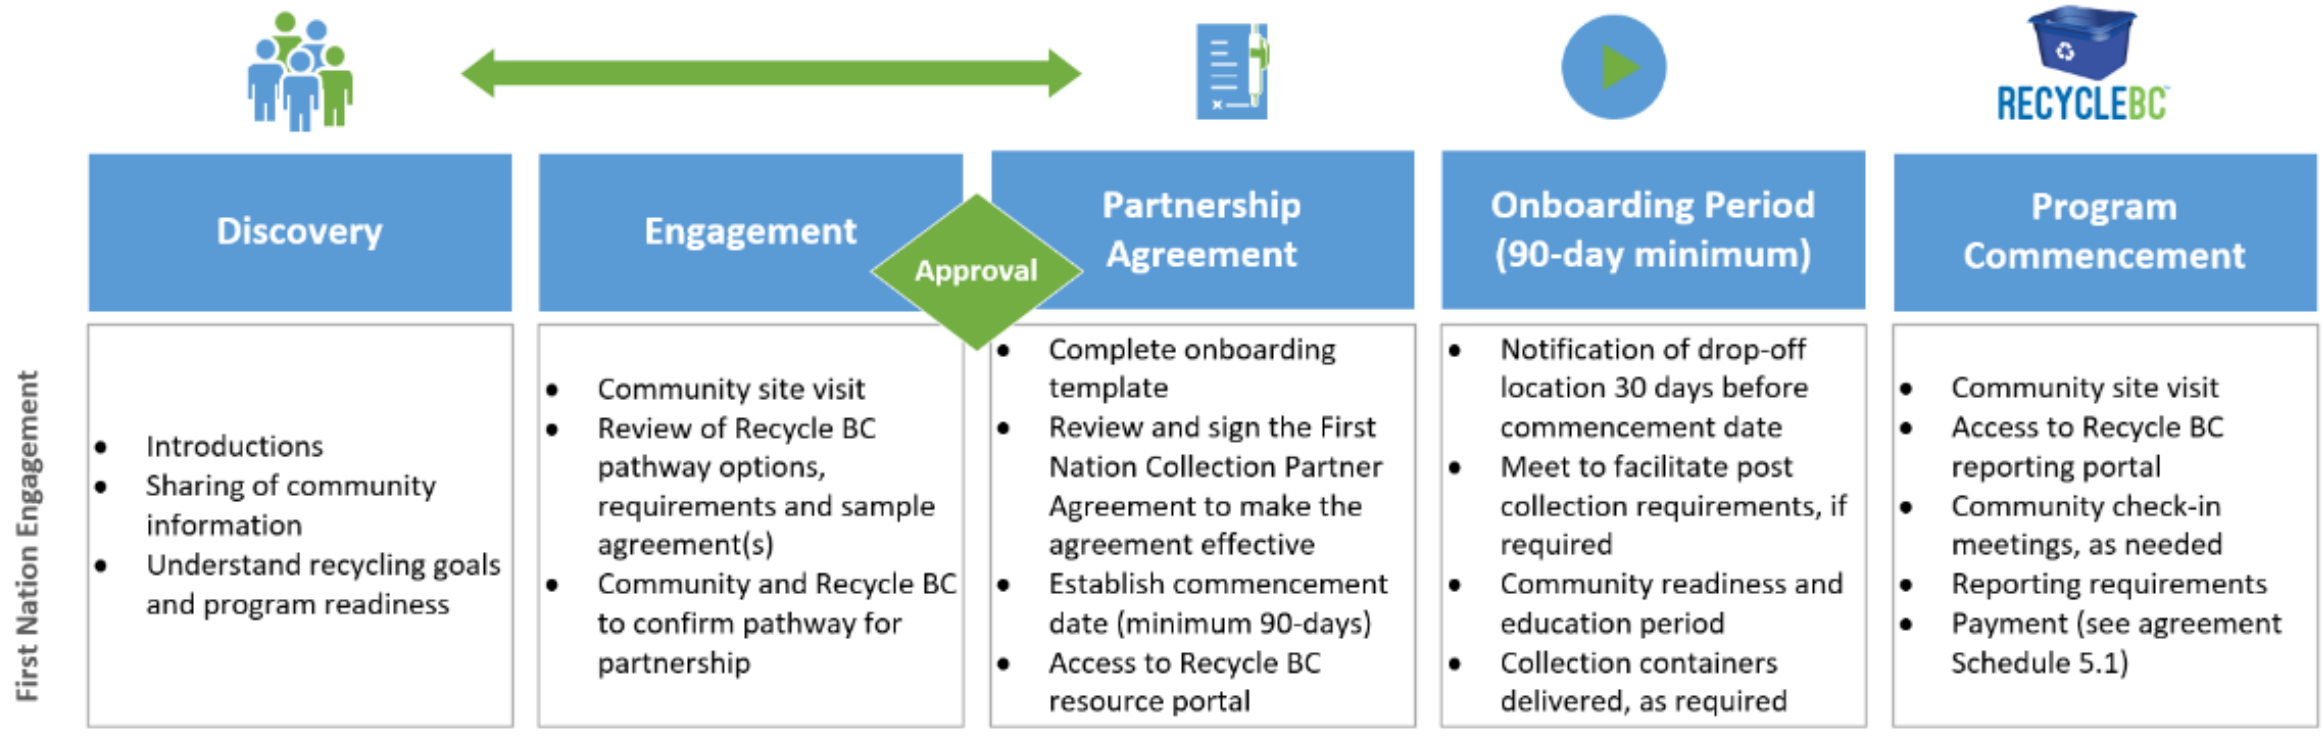 RECYCLEBC
Discovery
Engagement
Approval
Partnership
Agreement
Onboarding Period
(90-day minimum)
Program
Commencement
First Nation Engagement
• Introductions
• Sharing of community
information
• Understand recycling goals
and program readiness
• Community site visit
• Review of Recycle BC
pathway options,
requirements and sample
agreement(s)
• Community and Recycle BC
to confirm pathway for
partnership
• Complete onboarding
template
• Review and sign the First
Nation Collection Partner
Agreement to make the
agreement effective
• Establish commencement
date (minimum 90-days)
• Access to Recycle BC
resource portal
• Notification of drop-off
location 30 days before
commencement date
• Meet to facilitate post
collection requirements, if
required
• Community readiness and
education period
• Collection containers
delivered, as required
• Community site visit
• Access to Recycle BC
reporting portal
• Community check-in
meetings, as needed
• Reporting requirements
• Payment (see agreement
Schedule 5.1)